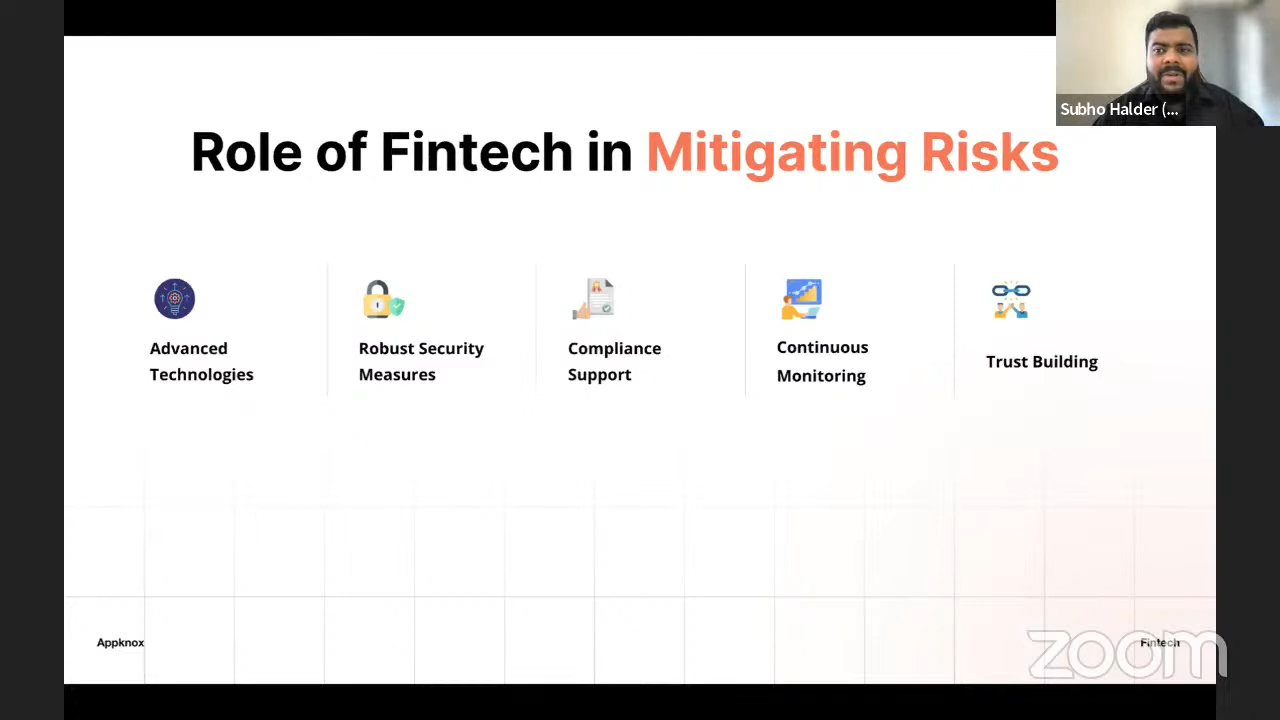 Subho Halder (...
Role of Fintech in Mitigating Risks
Advanced
Technologies
Robust Security
Measures
Compliance
Support
Continuous
Monitoring
Trust Building
Appknox
Fintech
zoom